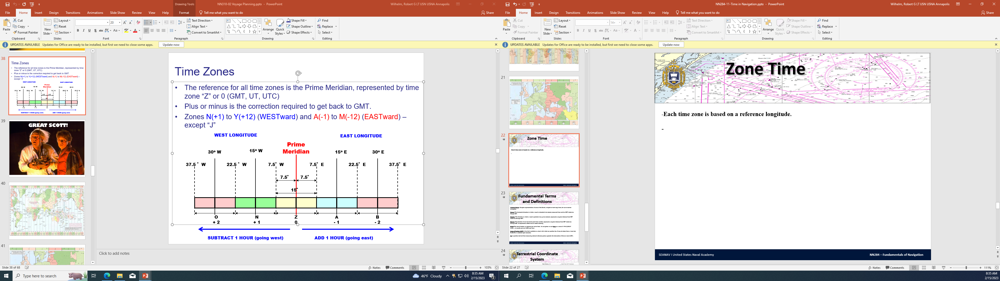 Drawing Tools
NN310-02 Voyage Planning.pptx - PowerPoint
Wilhelm, Robert G LT USN USNA Annapolis
File Home Insert Design Transitions Animations Slide Show Review View Help Format Tell me what you want to do Share
Paste
Cut
Copy
Format Painter
Clipboard
New
Slide
Layout
Reset
Section
Slides
20
Font
Paragraph
Text Direction
Align Text
Convert to SmartArt
Arrange
Quick
Styles
Shape Fill
Shape Outline
Shape Effects
Drawing
Find
Replace
Select
Editing
UPDATES AVAILABLE Updates for Office are ready to be installed, but first we need to close some apps. Update now
38
Time Zones
• The reference for all time zones is the Prime Meridian, represented by time
zone "Z" or 0 (GMT, UT, UTC)
• Plus or minus is the correction required to get back to GMT.
• Zones N(+1) to Y(+12) (WESTward) and A(-1) to M(-12) (EASTward) –
except "J"
39
GREAT SCOTT!
40
41
Time Zones
• The reference for all time zones is the Prime Meridian, represented by time
zone “Z” or 0 (GMT, UT, UTC)
• Plus or minus is the correction required to get back to GMT.
• Zones N(+1) to Y(+12) (WESTward) and A(-1) to M(-12) (EASTward) –
except “J”
WEST LONGITUDE EAST LONGITUDE
Prime
Meridian
30º W 15º W 15º E 30º E
37.5° W 22.5° W 7.5° W 7.5° E 22.5° E 37.5° E
7.5° 7.5°
15°
O N Z A B
+ 2 + 1 0 - 1 - 2
SUBTRACT 1 HOUR (going west) ADD 1 HOUR (going east)
Click to add notes
Slide 38 of 68 Notes Comments 103%
Type here to search
46°F Cloudy
8:35 AM
2/15/2023
NN284-11-Time in Navigation.pptx - PowerPoint
Wilhelm, Robert G LT USN USNA Annapolis
File Home Insert Design Transitions Animations Slide Show Review View Help Tell me what you want to do Share
Paste
Cut
Copy
Format Painter
Clipboard
New
Slide
Layout
Reset
Section
Slides
14+
Font
Paragraph
Text Direction
Align Text
Convert to SmartArt
Arrange
Quick
Styles
Shape Fill
Shape Outline
Shape Effects
Drawing
Find
Replace
Select
Editing
UPDATES AVAILABLE Updates for Office are ready to be installed, but first we need to close some apps. Update now
21
22
Zone Time
-Each time zone is based on a reference longitude.
23
Fundamental Terms
and Definitions
24
Terrestrial Coordinate
System
Zone Time
-Each time zone is based on a reference longitude.
-
SEANAV I United States Naval Academy
NN284 – Fundamentals of Navigation
Slide 22 of 27 Notes Comments 111%
8:35 AM
2/15/2023